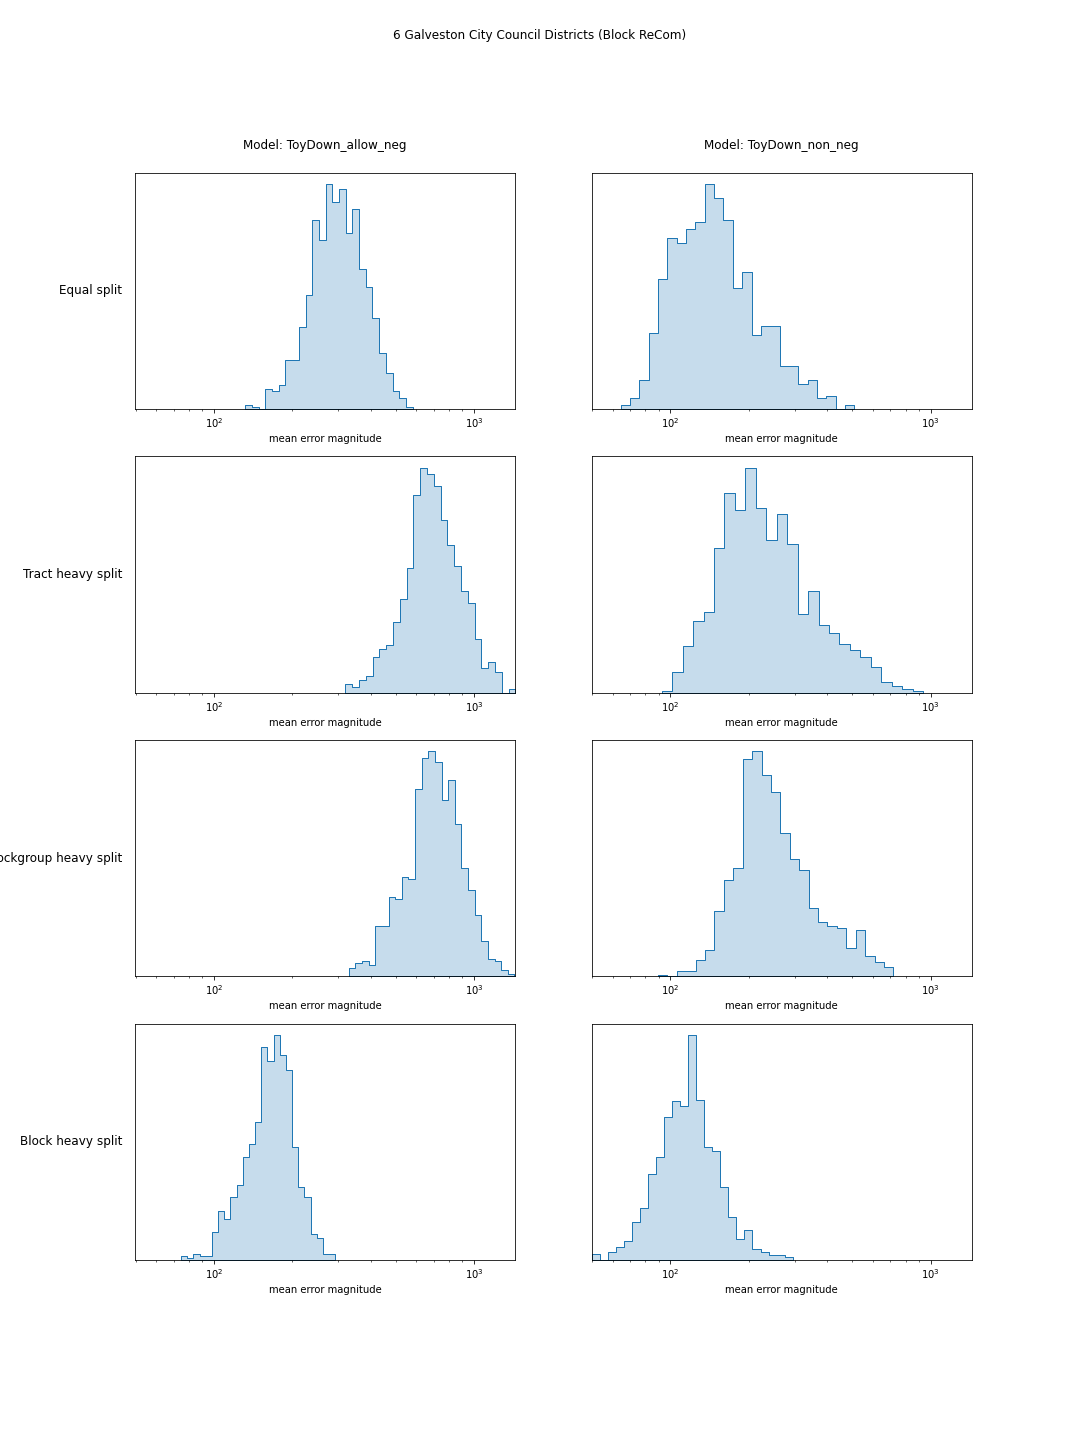 6 Galveston City Council Districts (Block ReCom)
Model: ToyDown_allow_neg
Model: ToyDown_non_neg
Equal split
10²
10³
mean error magnitude
10²
10³
mean error magnitude
Tract heavy split
10²
10³
mean error magnitude
10²
10³
mean error magnitude
heavy split
10²
10³
mean error magnitude
10²
10³
mean error magnitude
Block heavy split
10²
10³
mean error magnitude
10²
10³
mean error magnitude